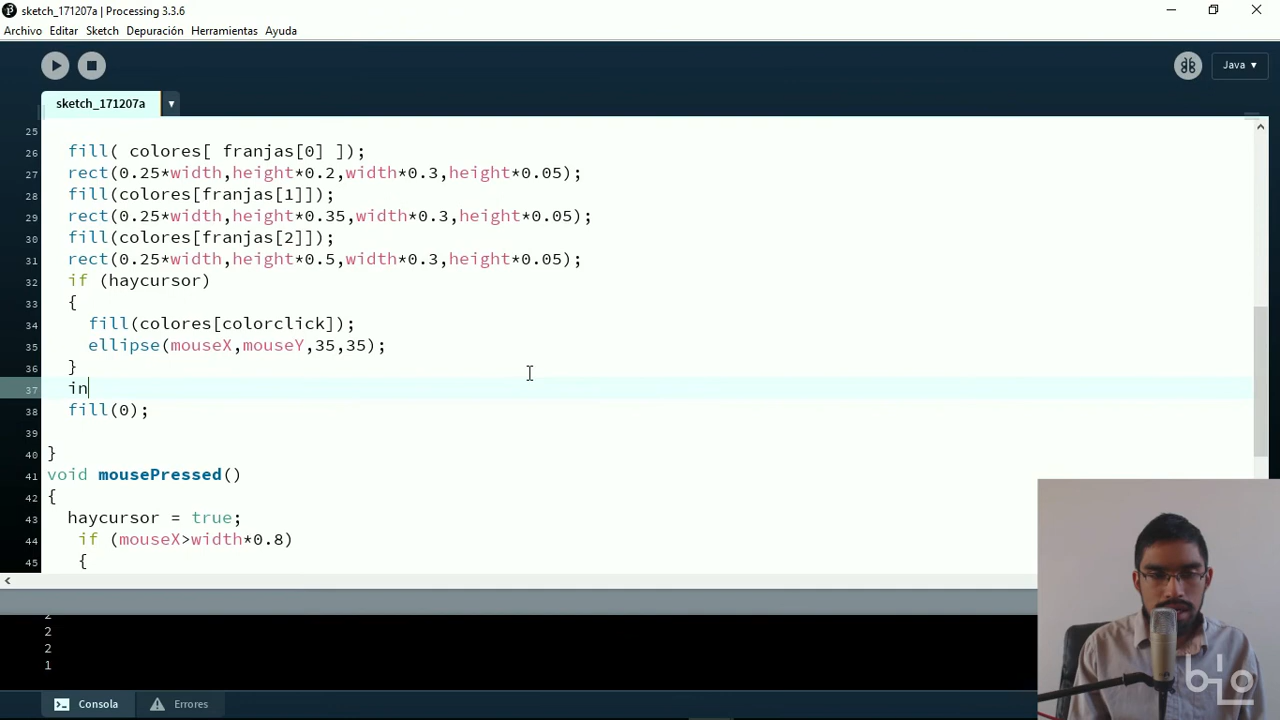 sketch_171207a | Processing 3.3.6
Archivo Editar Sketch Depuración Herramientas Ayuda
Java ▾
sketch_171207a ▾
25
26 fill( colores[ franjas[0] ]);
27 rect(0.25*width,height*0.2,width*0.3,height*0.05);
28 fill(colores[franjas[1]]);
29 rect(0.25*width,height*0.35,width*0.3,height*0.05);
30 fill(colores[franjas[2]]);
31 rect(0.25*width,height*0.5,width*0.3,height*0.05);
32 if (haycursor)
33 {
34 fill(colores[colorclick]);
35 ellipse(mouseX,mouseY,35,35);
36 }
37 in
38 fill(0);
39
40 }
41 void mousePressed()
42 {
43 haycursor = true;
44 if (mouseX>width*0.8)
45 {
2
2
2
1
Consola Errores